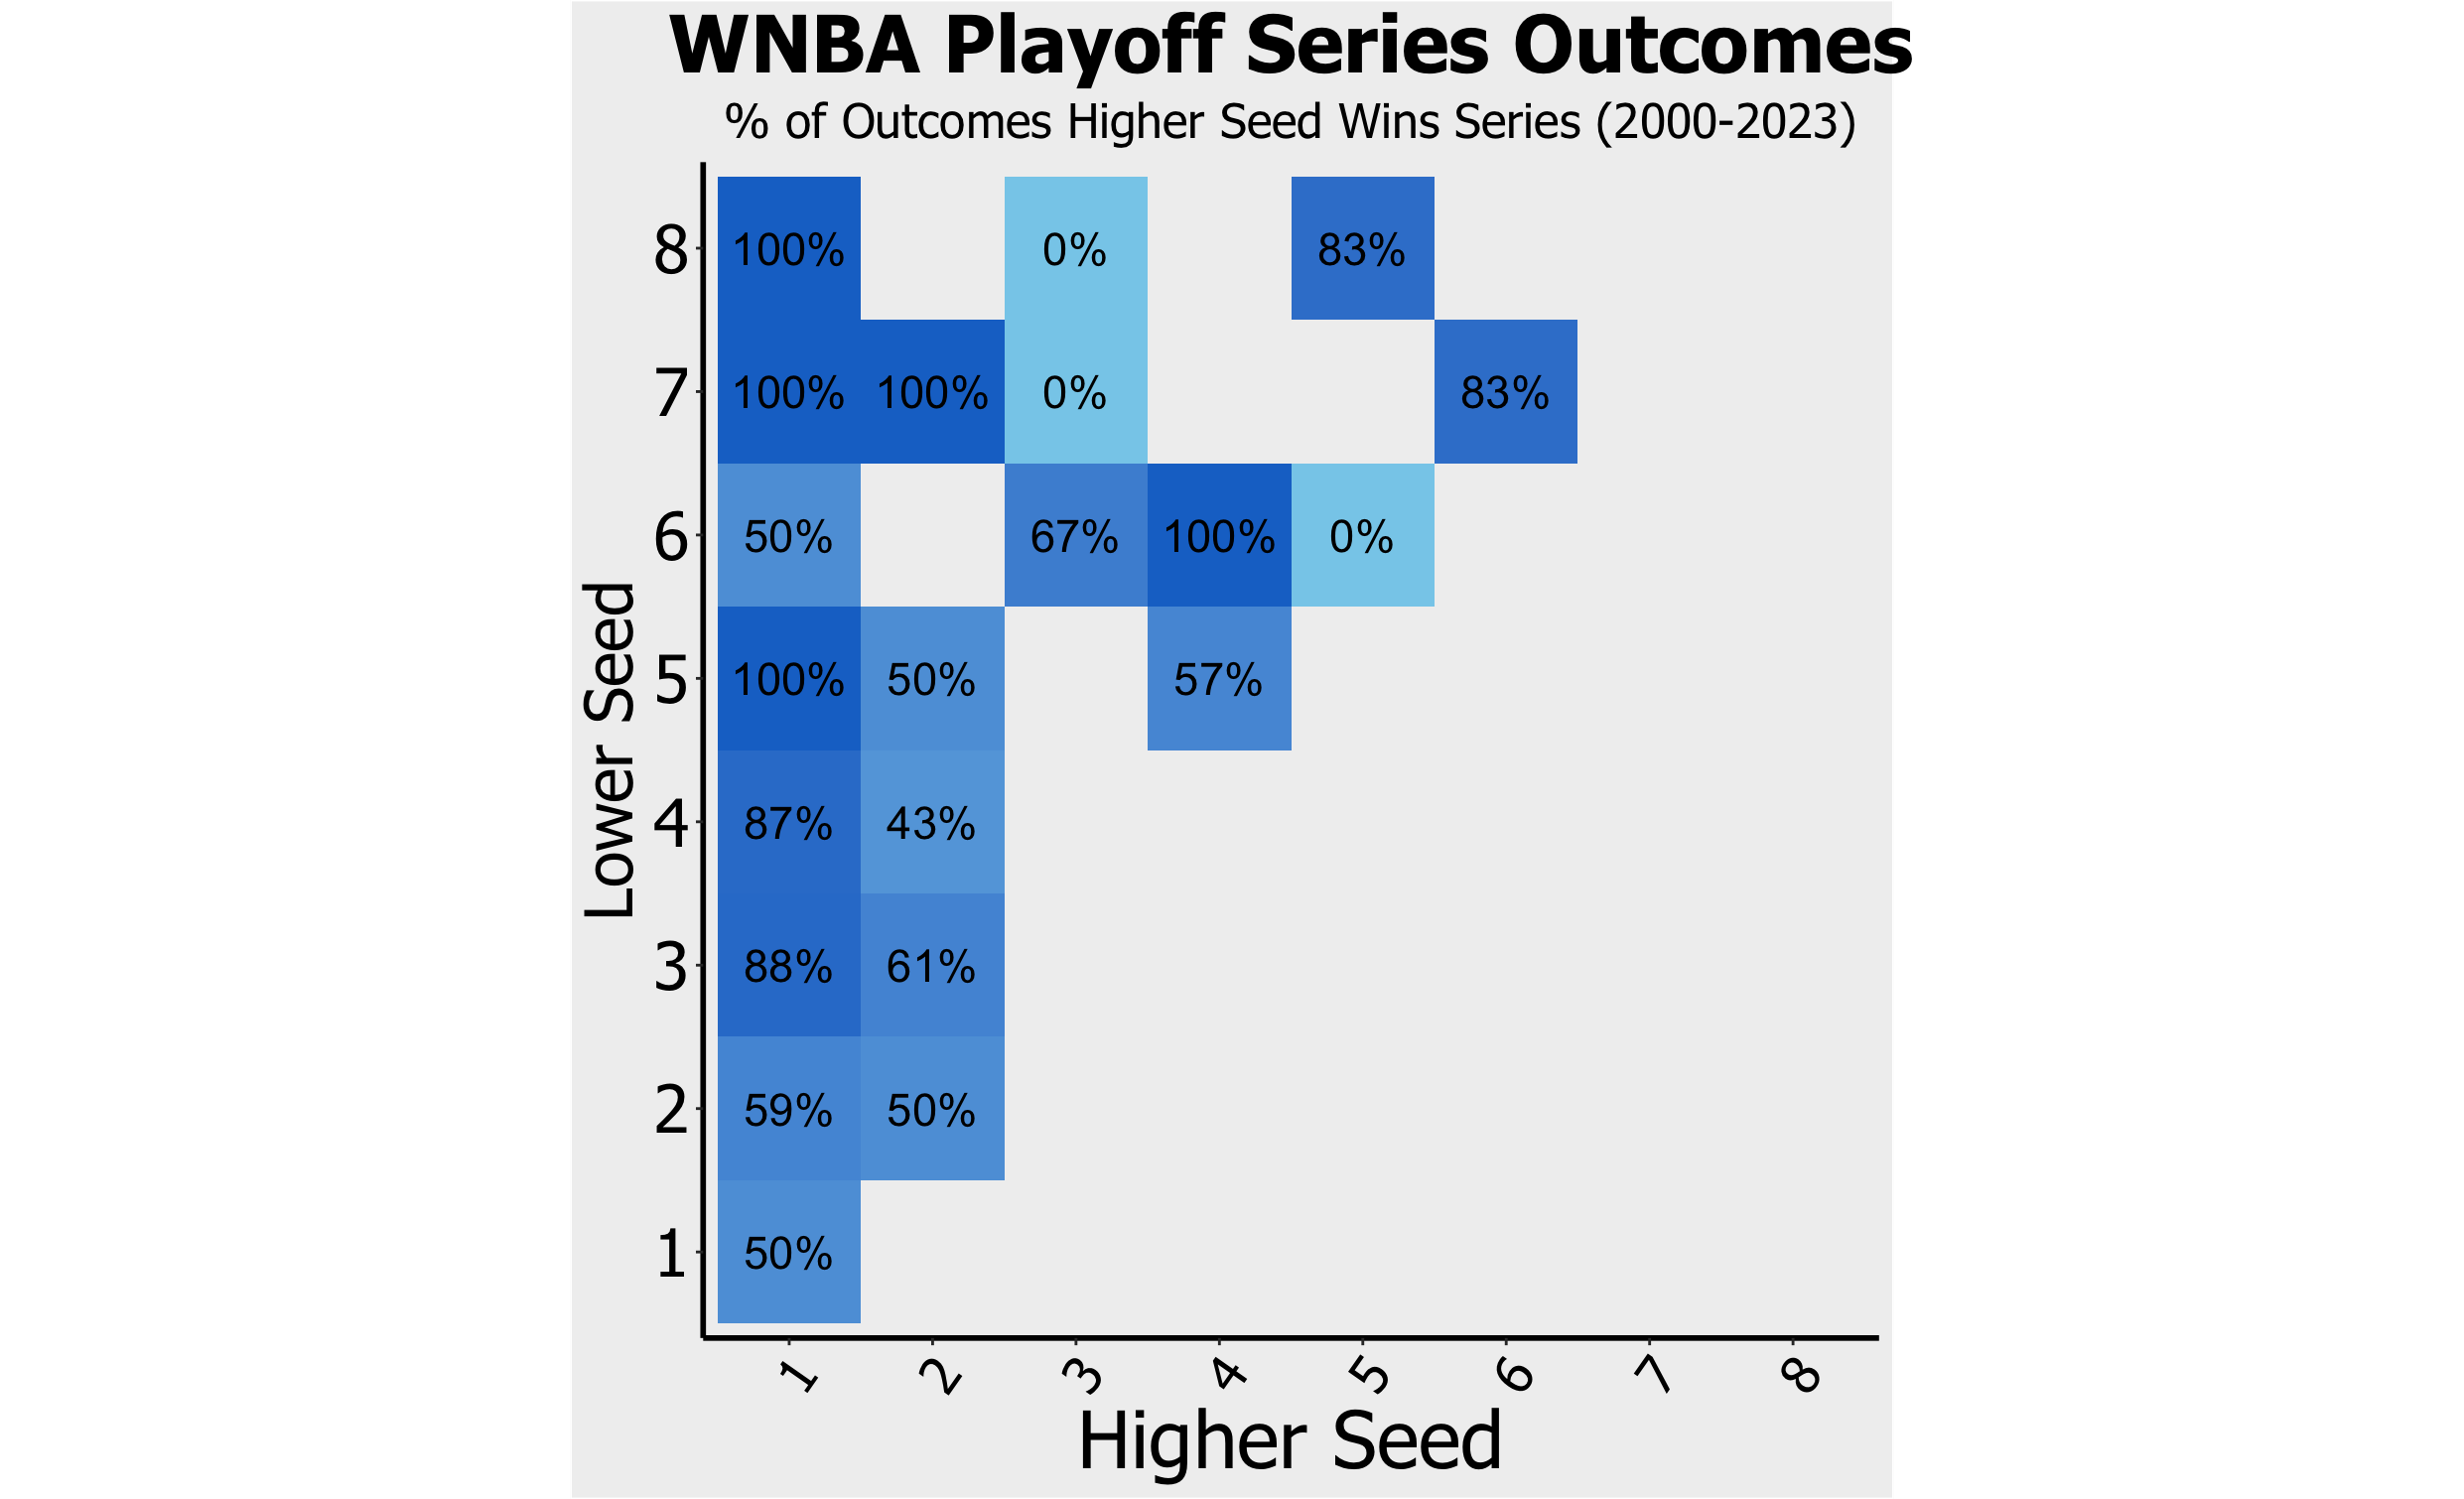 WNBA Playoff Series Outcomes
% of Outcomes Higher Seed Wins Series (2000-2023)
8 100% 0% 83%
7 100% 100% 0% 83%
6 50% 67% 100% 0%
5 100% 50% 57%
4 87% 43%
3 88% 61%
2 59% 50%
1 50%
Lower Seed
1 2 3 4 5 6 7 8
Higher Seed